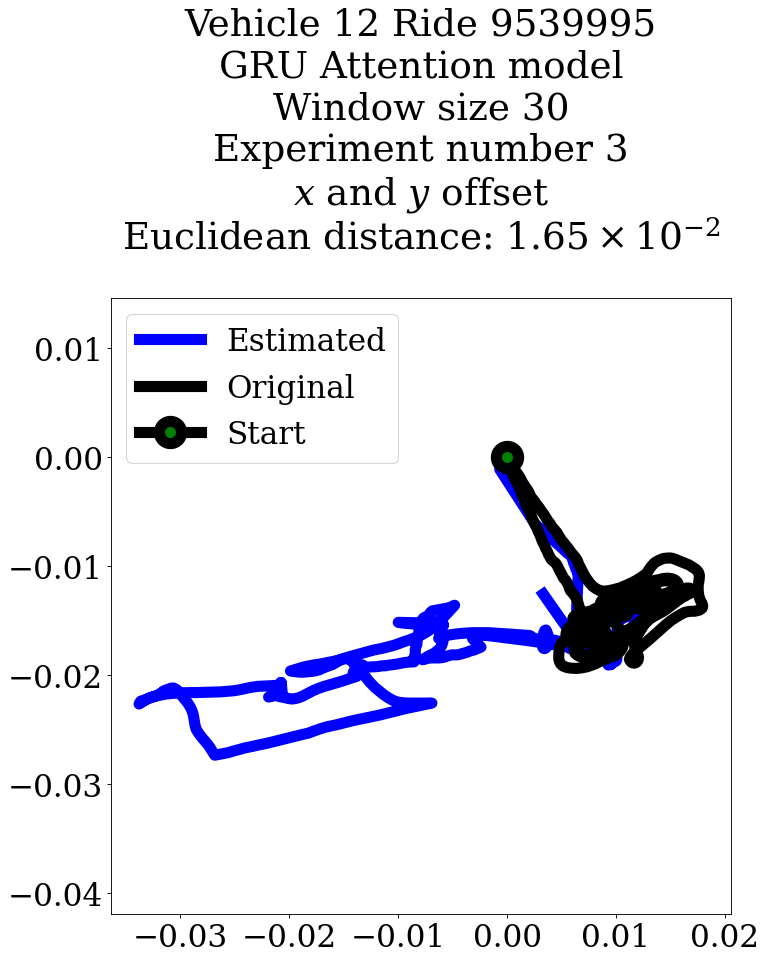 Vehicle 12 Ride 9539995
GRU Attention model
Window size 30
Experiment number 3
x and y offset
Euclidean distance: 1.65 × 10⁻²
Estimated
Original
Start
0.01
0.00
−0.01
−0.02
−0.03
−0.04
−0.03 −0.02 −0.01 0.00 0.01 0.02